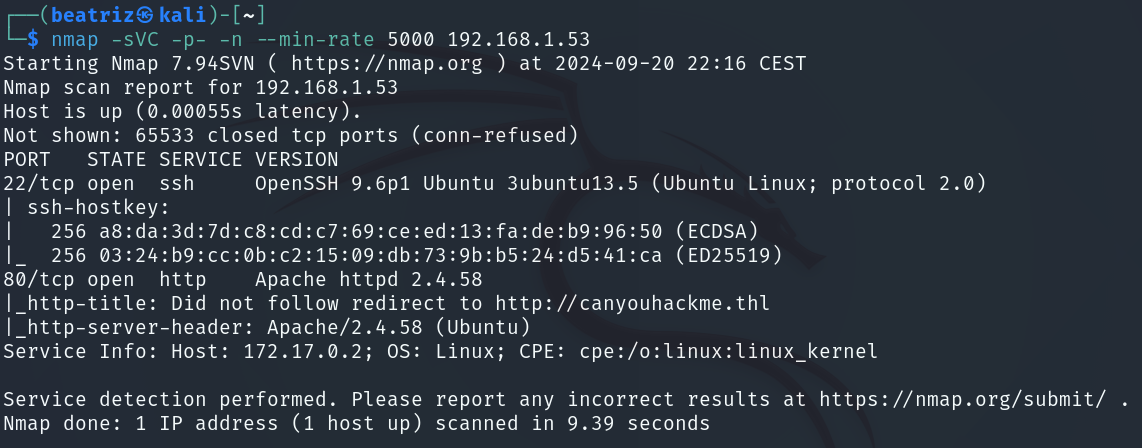 ┌──(beatriz㉿kali)-[~]
└─$ nmap -sVC -p- -n --min-rate 5000 192.168.1.53
Starting Nmap 7.94SVN ( https://nmap.org ) at 2024-09-20 22:16 CEST
Nmap scan report for 192.168.1.53
Host is up (0.00055s latency).
Not shown: 65533 closed tcp ports (conn-refused)
PORT   STATE SERVICE VERSION
22/tcp open  ssh     OpenSSH 9.6p1 Ubuntu 3ubuntu13.5 (Ubuntu Linux; protocol 2.0)
| ssh-hostkey:
|   256 a8:da:3d:7d:c8:cd:c7:69:ce:ed:13:fa:de:b9:96:50 (ECDSA)
|_  256 03:24:b9:cc:0b:c2:15:09:db:73:9b:b5:24:d5:41:ca (ED25519)
80/tcp open  http    Apache httpd 2.4.58
|_http-title: Did not follow redirect to http://canyouhackme.thl
|_http-server-header: Apache/2.4.58 (Ubuntu)
Service Info: Host: 172.17.0.2; OS: Linux; CPE: cpe:/o:linux:linux_kernel
Service detection performed. Please report any incorrect results at https://nmap.org/submit/ .
Nmap done: 1 IP address (1 host up) scanned in 9.39 seconds